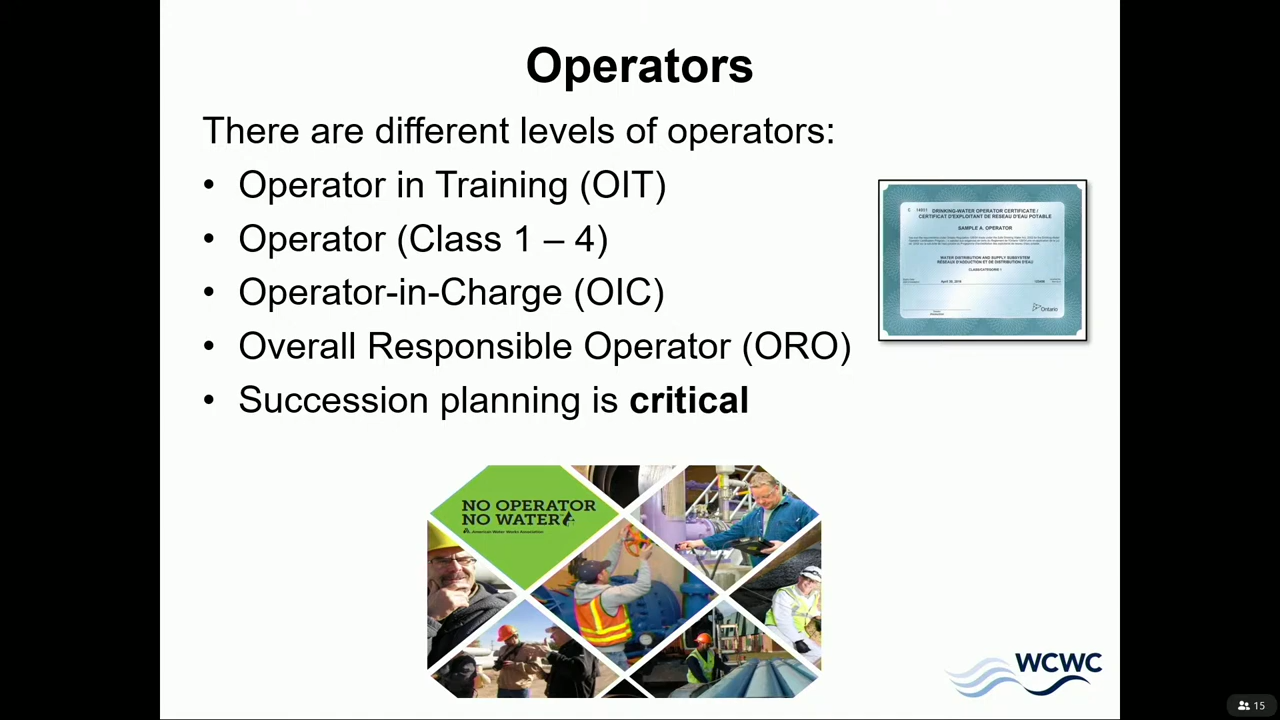 Operators
There are different levels of operators:
• Operator in Training (OIT)
• Operator (Class 1 – 4)
• Operator-in-Charge (OIC)
• Overall Responsible Operator (ORO)
• Succession planning is critical
DRINKING-WATER OPERATOR CERTIFICATE /
CERTIFICAT D'EXPLOITANT DE RÉSEAU D'EAU POTABLE
SAMPLE A. OPERATOR
WATER DISTRIBUTION AND SUPPLY SUBSYSTEM
RÉSEAUX D'ADDUCTION ET DE DISTRIBUTION D'EAU
Ontario
NO OPERATOR
NO WATER
American Water Works Association
WCWC
15